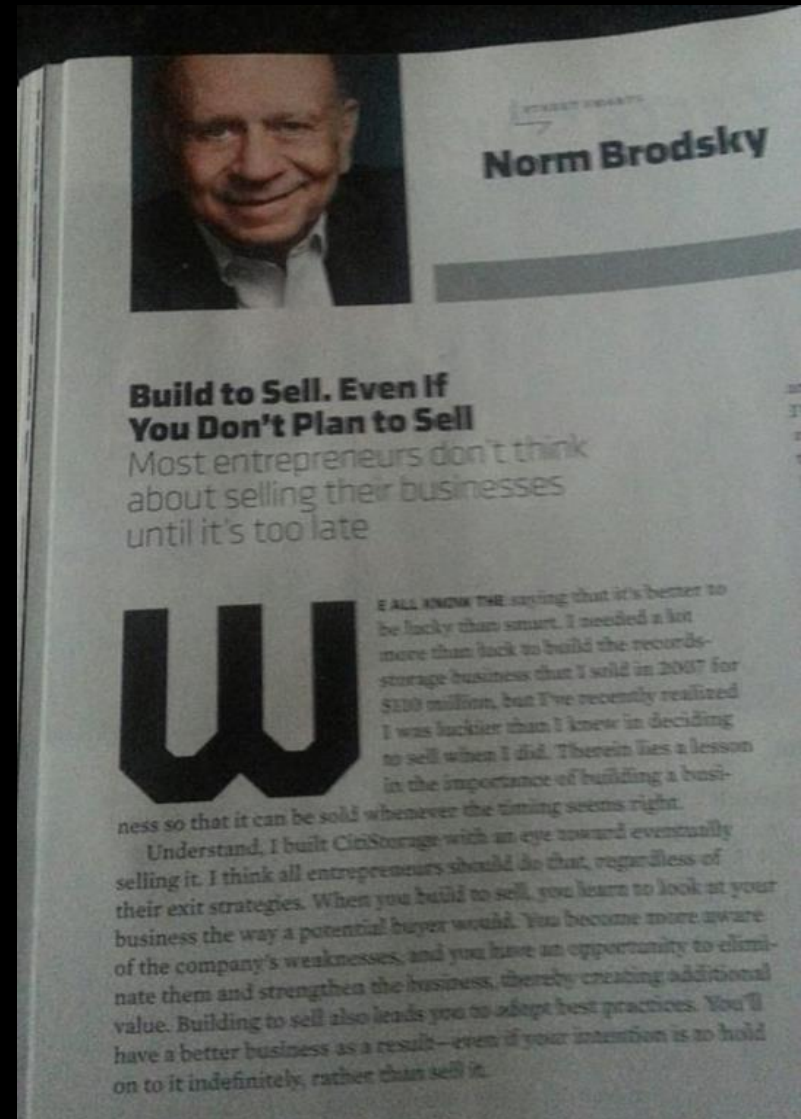 STREET SMARTS
Norm Brodsky
Build to Sell. Even If
You Don't Plan to Sell
Most entrepreneurs don't think
about selling their businesses
until it's too late
WE ALL KNOW THE saying that it's better to
be lucky than smart. I needed a lot
more than luck to build the records-
storage business that I sold in 2007 for
$110 million, but I've recently realized
I was luckier than I knew in deciding
to sell when I did. Therein lies a lesson
in the importance of building a busi-
ness so that it can be sold whenever the timing seems right.
Understand, I built CitiStorage with an eye toward eventually
selling it. I think all entrepreneurs should do that, regardless of
their exit strategies. When you build to sell, you learn to look at your
business the way a potential buyer would. You become more aware
of the company's weaknesses, and you have an opportunity to elimi-
nate them and strengthen the business, thereby creating additional
value. Building to sell also leads you to adopt best practices. You'll
have a better business as a result—even if your intention is to hold
on to it indefinitely, rather than sell it.